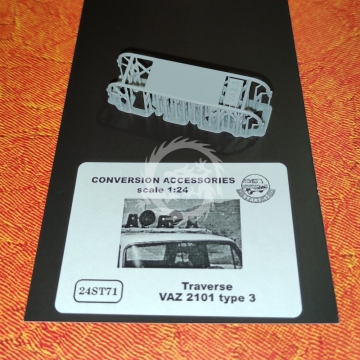 CONVERSION ACCESSORIES
scale 1:24
24ST71
Traverse
VAZ 2101 type 3